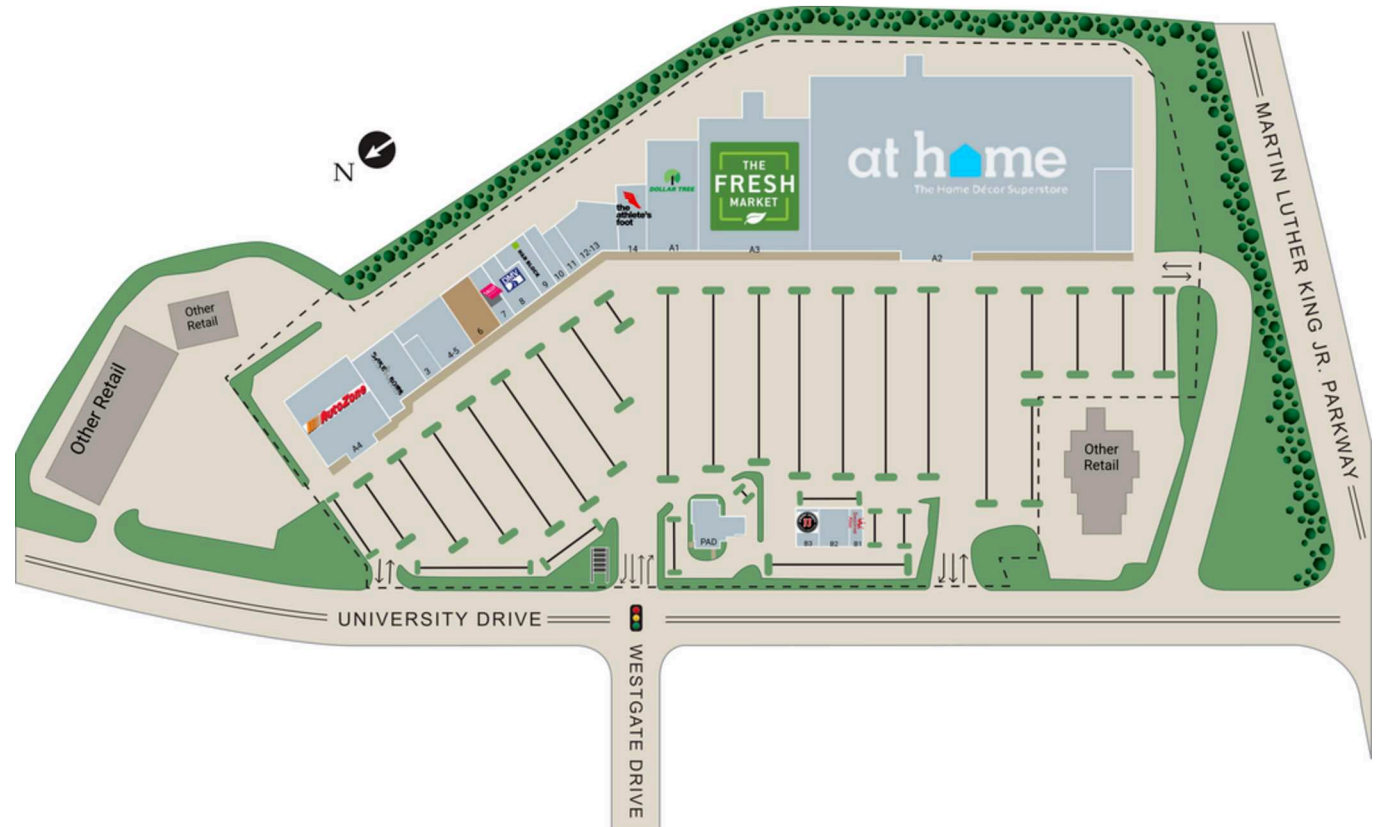 N
MARTIN LUTHER KING JR. PARKWAY
at home
The Home Décor Superstore
THE
FRESH
MARKET
DOLLAR TREE
the
athlete's
foot
14
A1
A3
A2
12-13
11
10
9
H&R BLOCK
DMV
8
7
6
4-5
3
AutoZone
A4
Other
Retail
Other Retail
Other
Retail
PAD
B3
B2
B1
UNIVERSITY DRIVE
WESTGATE DRIVE